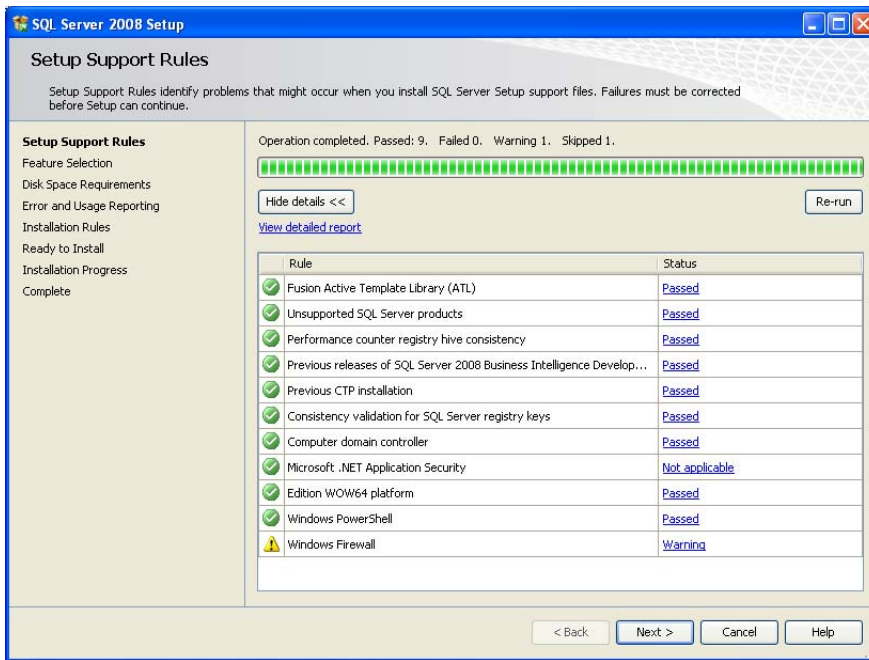 SQL Server 2008 Setup
Setup Support Rules
Setup Support Rules identify problems that might occur when you install SQL Server Setup support files. Failures must be corrected
before Setup can continue.
Setup Support Rules
Feature Selection
Disk Space Requirements
Error and Usage Reporting
Installation Rules
Ready to Install
Installation Progress
Complete
Operation completed. Passed: 9. Failed 0. Warning 1. Skipped 1.
Hide details <<
Re-run
View detailed report
Rule Status
Fusion Active Template Library (ATL) Passed
Unsupported SQL Server products Passed
Performance counter registry hive consistency Passed
Previous releases of SQL Server 2008 Business Intelligence Develop... Passed
Previous CTP installation Passed
Consistency validation for SQL Server registry keys Passed
Computer domain controller Passed
Microsoft .NET Application Security Not applicable
Edition WOW64 platform Passed
Windows PowerShell Passed
Windows Firewall Warning
< Back Next > Cancel Help